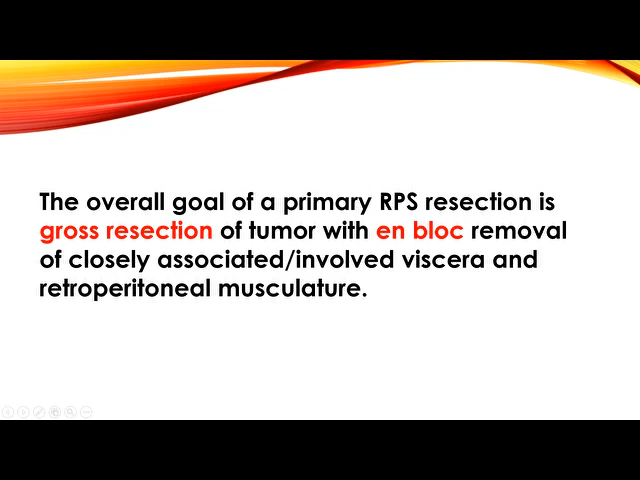 The overall goal of a primary RPS resection is
gross resection of tumor with en bloc removal
of closely associated/involved viscera and
retroperitoneal musculature.